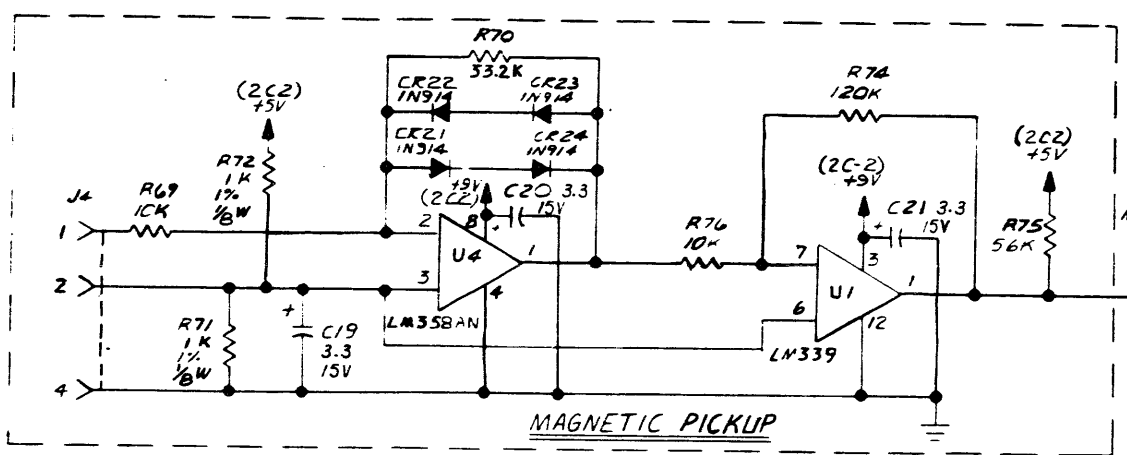 R70
33.2K
CR22
1N914
CR23
1N914
CR21
1N914
CR24
1N914
(2C2)
+5V
R72
1K
1%
1/8W
J4
R69
10K
1
2
4
+9V
(2C2)
C20 3.3
15V
+
8
2
3
U4
1
4
LM358AN
R71
1K
1%
1/8W
+
C19
3.3
15V
R76
10K
R74
120K
(2C-2)
+9V
+
C21 3.3
15V
7
6
3
U1
1
12
LM339
(2C2)
+5V
R75
56K
MAGNETIC PICKUP